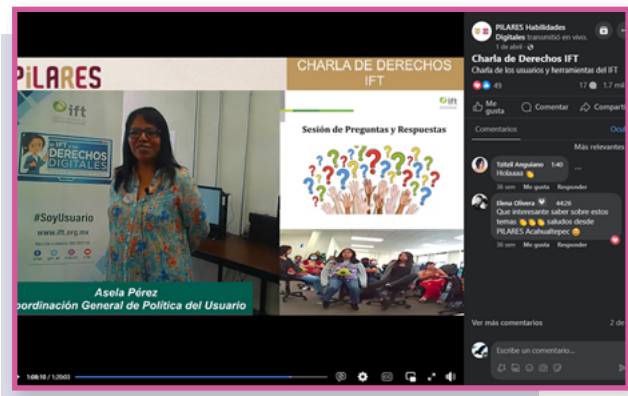 PiLARES
CHARLA DE DERECHOS
IFT
ift
ift
Sesión de Preguntas y Respuestas
DERECHOS
DIGITALES
#SoyUsuario
www.ift.org.mx
Asela Pérez
oordinación General de Política del Usuario
1:08:10 / 1:20:03
PILARES Habilidades
Digitales transmitió en vivo.
1 de abril
Charla de Derechos IFT
Charla de los usuarios y herramientas del IFT
49
17
1.7 mil
Me
gusta
Comentar
Comparti
Comentarios
Ocul
Más relevantes
Anguiano 1:40
Holaaaa
36 sem Me gusta Responder
Elena Olivera 44:26
Que interesante saber sobre estos
temas saludos desde
PILARES Acahualtepec
36 sem Me gusta Responder
Ver más comentarios
2 de
Escribe un comentario...